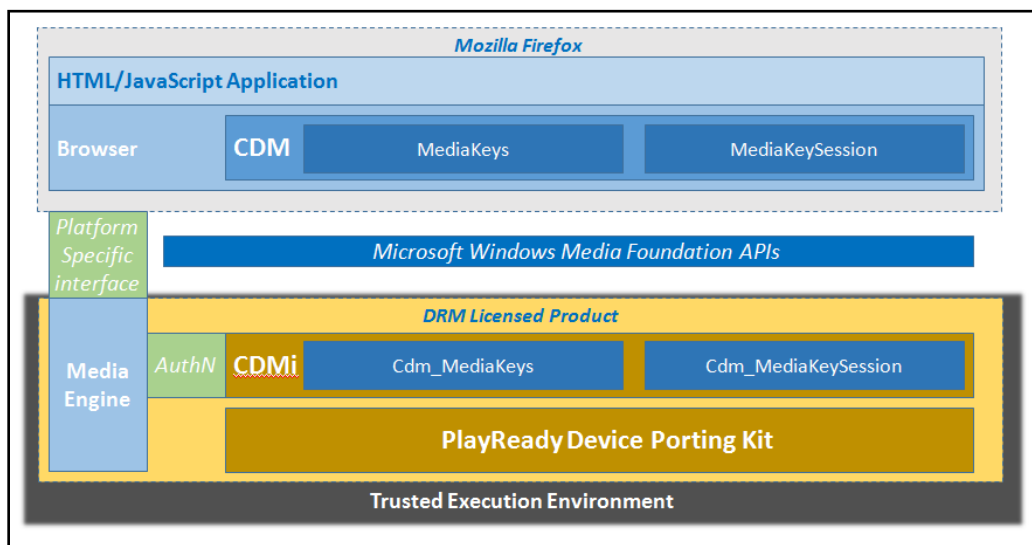 Mozilla Firefox
HTML/JavaScript Application
Browser
CDM
MediaKeys
MediaKeySession
Platform
Specific
interface
Microsoft Windows Media Foundation APIs
DRM Licensed Product
Media
Engine
AuthN
CDMi
Cdm_MediaKeys
Cdm_MediaKeySession
PlayReady Device Porting Kit
Trusted Execution Environment